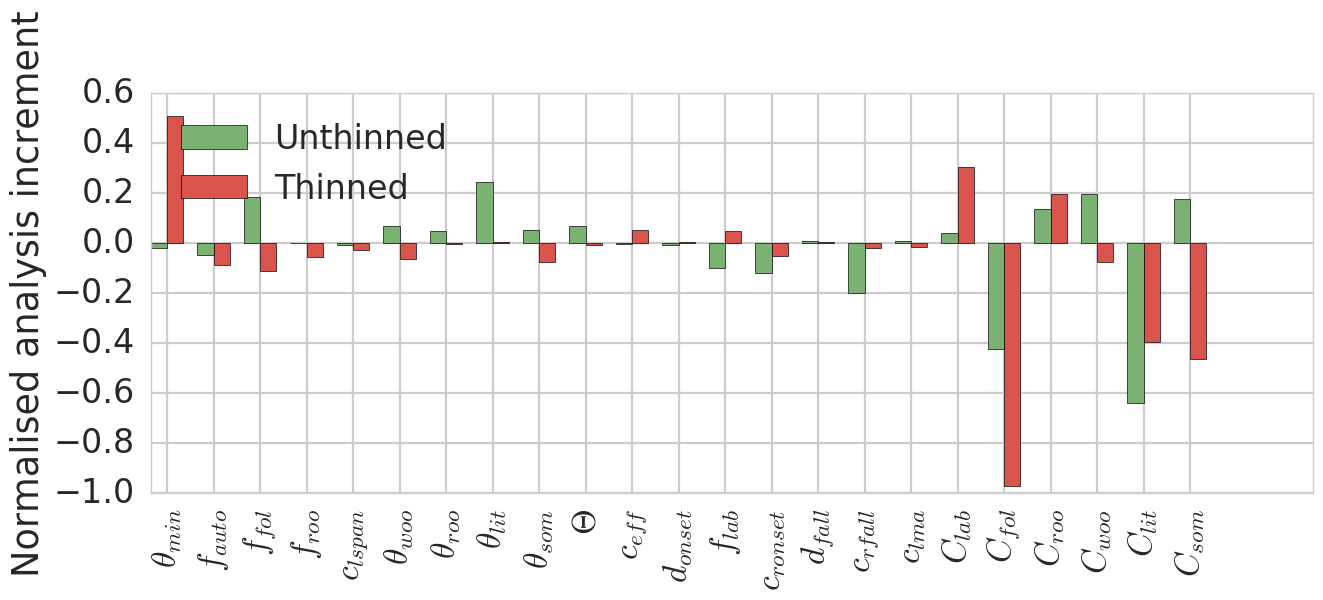 Normalised analysis increment
0.6
0.4
0.2
0.0
−0.2
−0.4
−0.6
−0.8
−1.0
Unthinned
Thinned
θmin
fauto
ffol
froo
clspan
θwoo
θroo
θlit
θsom
Θ
ceff
donset
flab
cronset
dfall
crfall
clma
Clab
Cfol
Croo
Cwoo
Clit
Csom